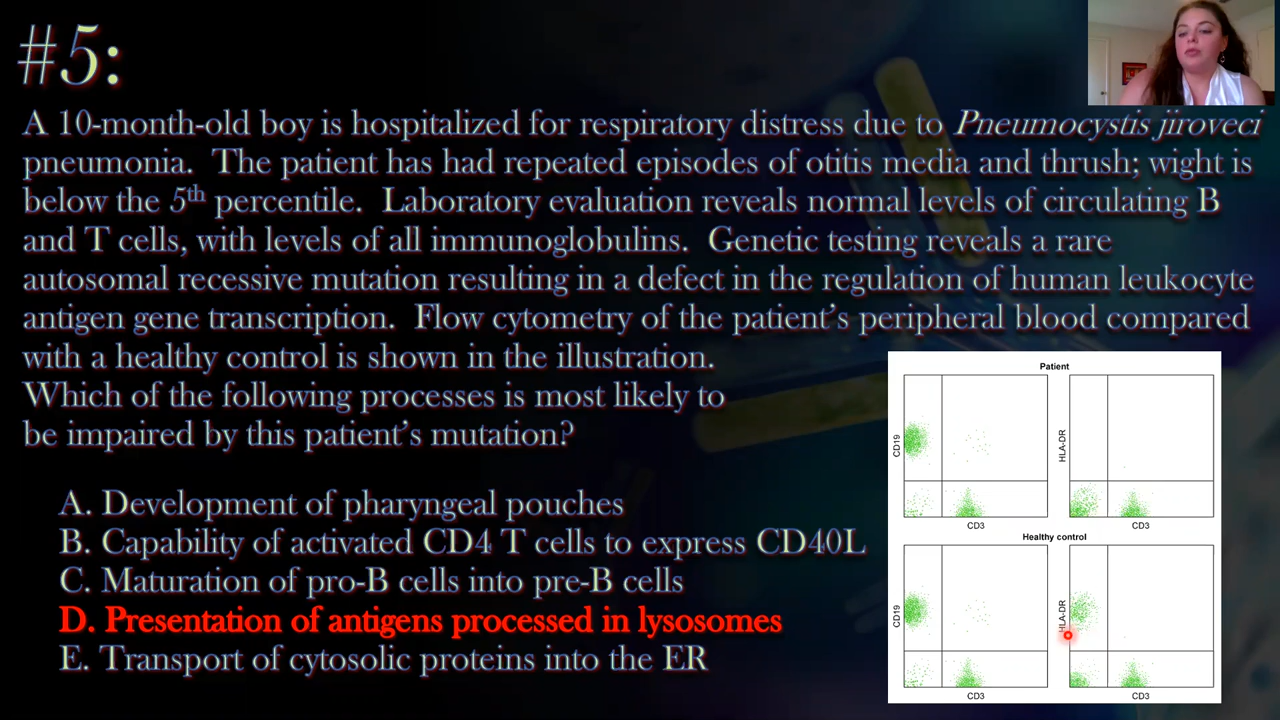 #5:
A 10-month-old boy is hospitalized for respiratory distress due to Pneumocystis jiroveci
pneumonia. The patient has had repeated episodes of otitis media and thrush; wight is
below the 5th percentile. Laboratory evaluation reveals normal levels of circulating B
and T cells, with levels of all immunoglobulins. Genetic testing reveals a rare
autosomal recessive mutation resulting in a defect in the regulation of human leukocyte
antigen gene transcription. Flow cytometry of the patient's peripheral blood compared
with a healthy control is shown in the illustration.
Which of the following processes is most likely to
be impaired by this patient's mutation?
A. Development of pharyngeal pouches
B. Capability of activated CD4 T cells to express CD40L
C. Maturation of pro-B cells into pre-B cells
D. Presentation of antigens processed in lysosomes
E. Transport of cytosolic proteins into the ER
Patient
CD19
HLA-DR
CD3
CD3
Healthy control
CD19
HLA-DR
CD3
CD3